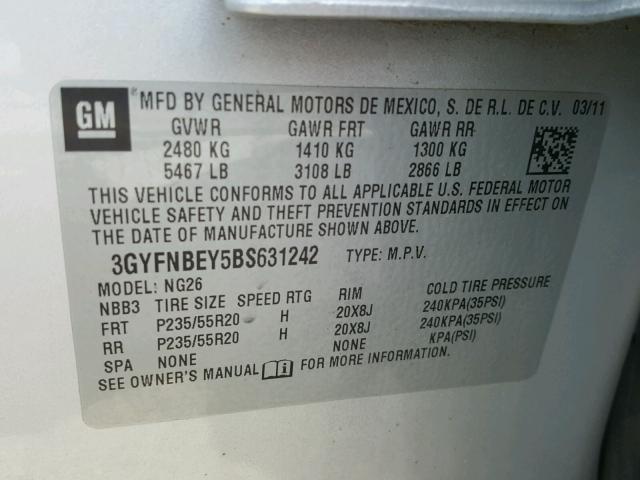 GM MFD BY GENERAL MOTORS DE MEXICO, S. DE R.L. DE C.V. 03/11
GVWR GAWR FRT GAWR RR
2480 KG 1410 KG 1300 KG
5467 LB 3108 LB 2866 LB
THIS VEHICLE CONFORMS TO ALL APPLICABLE U.S. FEDERAL MOTOR
VEHICLE SAFETY AND THEFT PREVENTION STANDARDS IN EFFECT ON
THE DATE OF MANUFACTURE SHOWN ABOVE.
3GYFNBEY5BS631242 TYPE: M.P.V.
MODEL: NG26
NBB3 TIRE SIZE SPEED RTG RIM COLD TIRE PRESSURE
FRT P235/55R20 H 20X8J 240KPA(35PSI)
RR P235/55R20 H 20X8J 240KPA(35PSI)
SPA NONE NONE KPA(PSI)
SEE OWNER'S MANUAL FOR MORE INFORMATION.